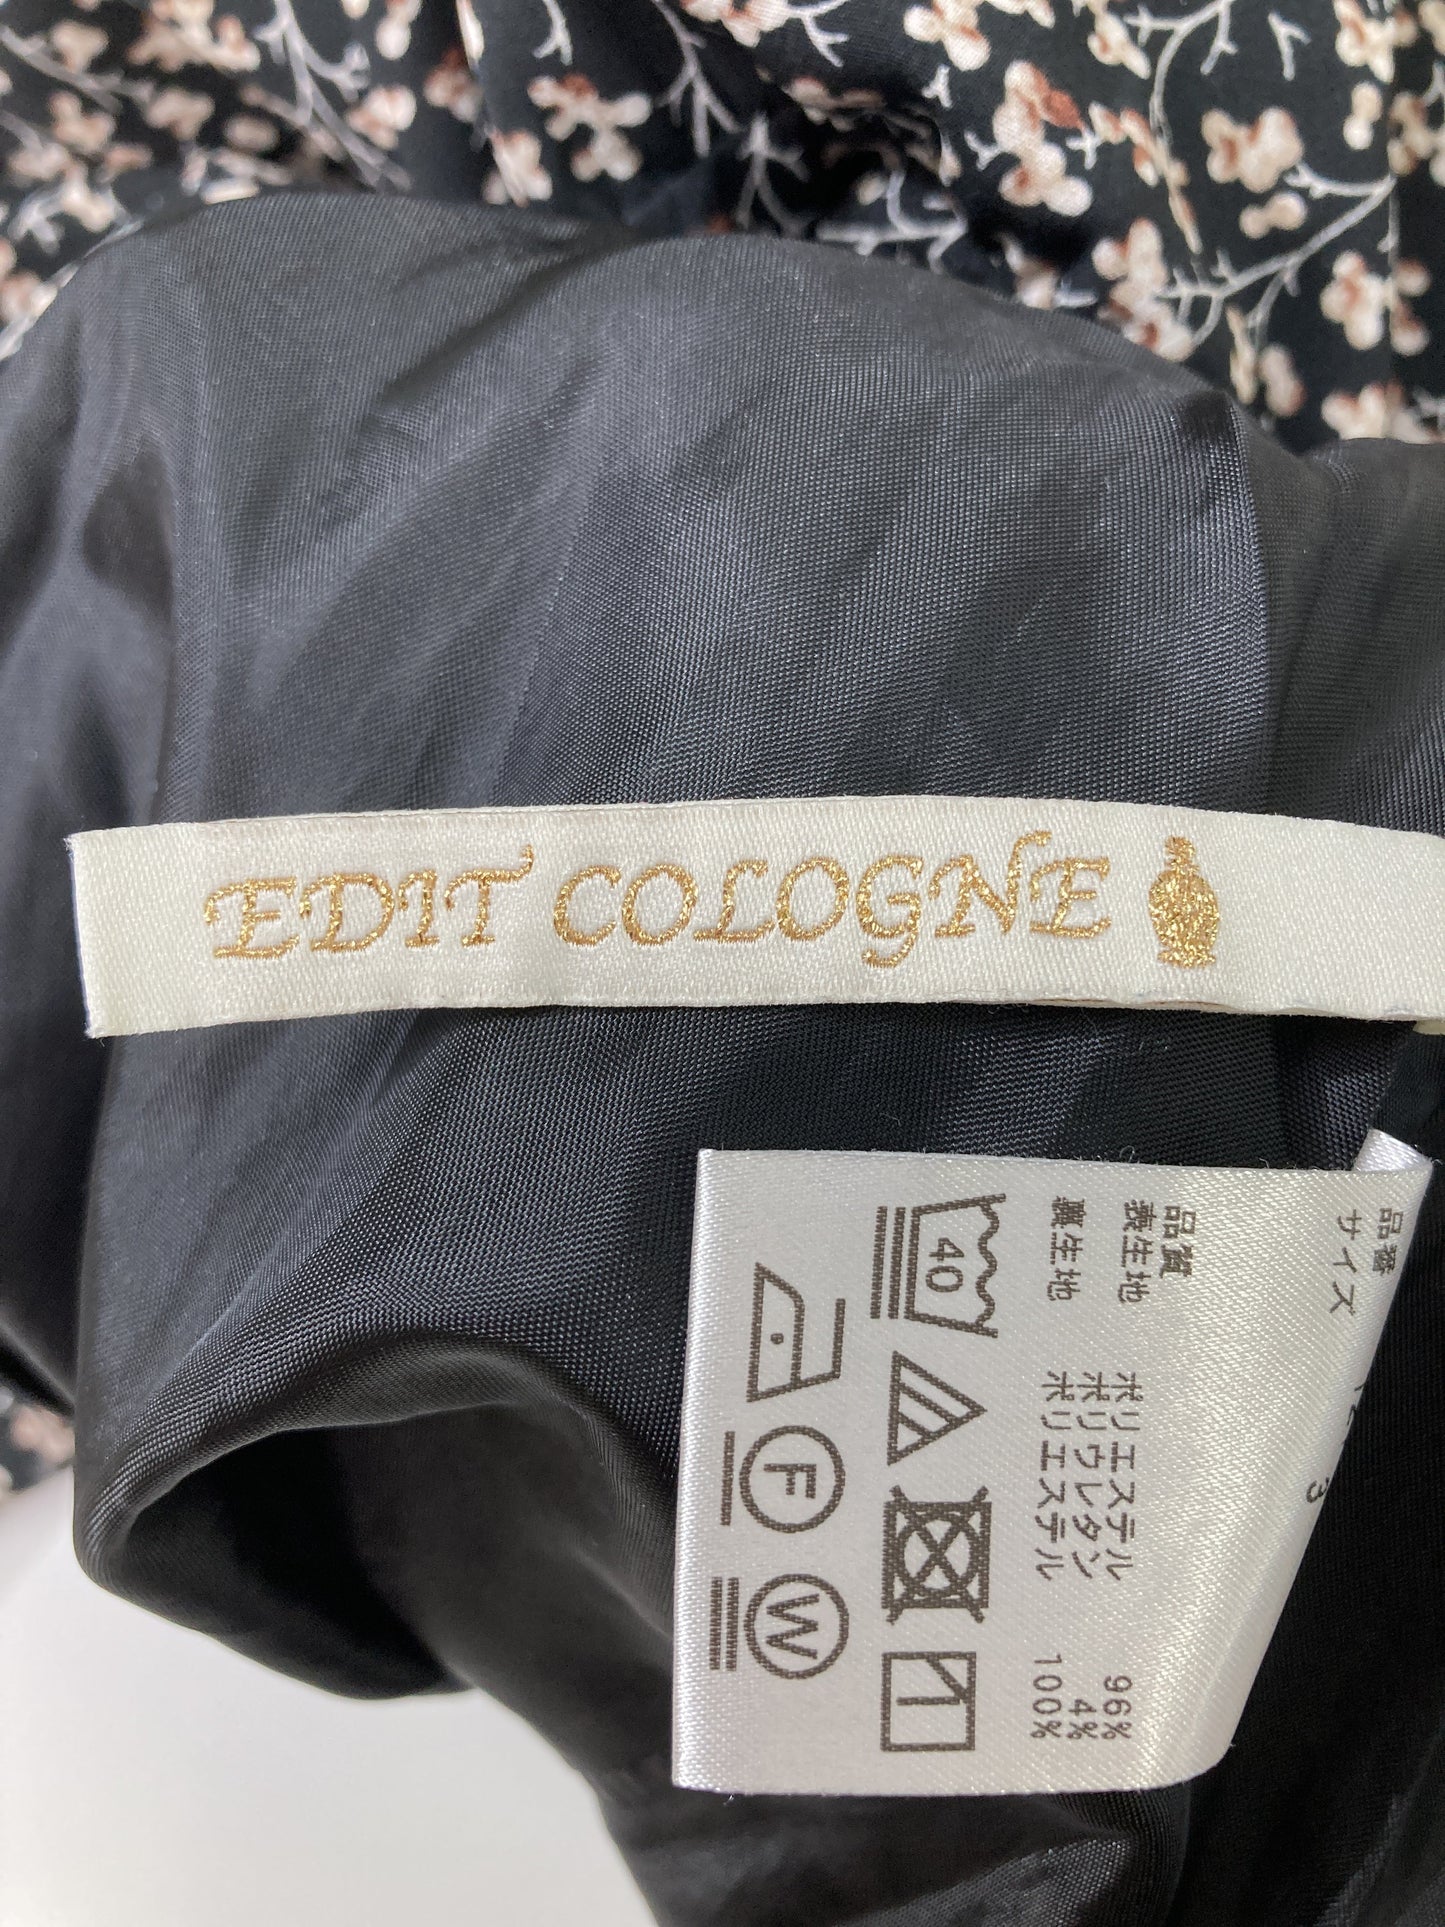 EDIT COLOGNE
品番
サイズ 3
品質
表生地 ポリエステル 96%
ポリウレタン 4%
裏生地 ポリエステル 100%
40
F
W